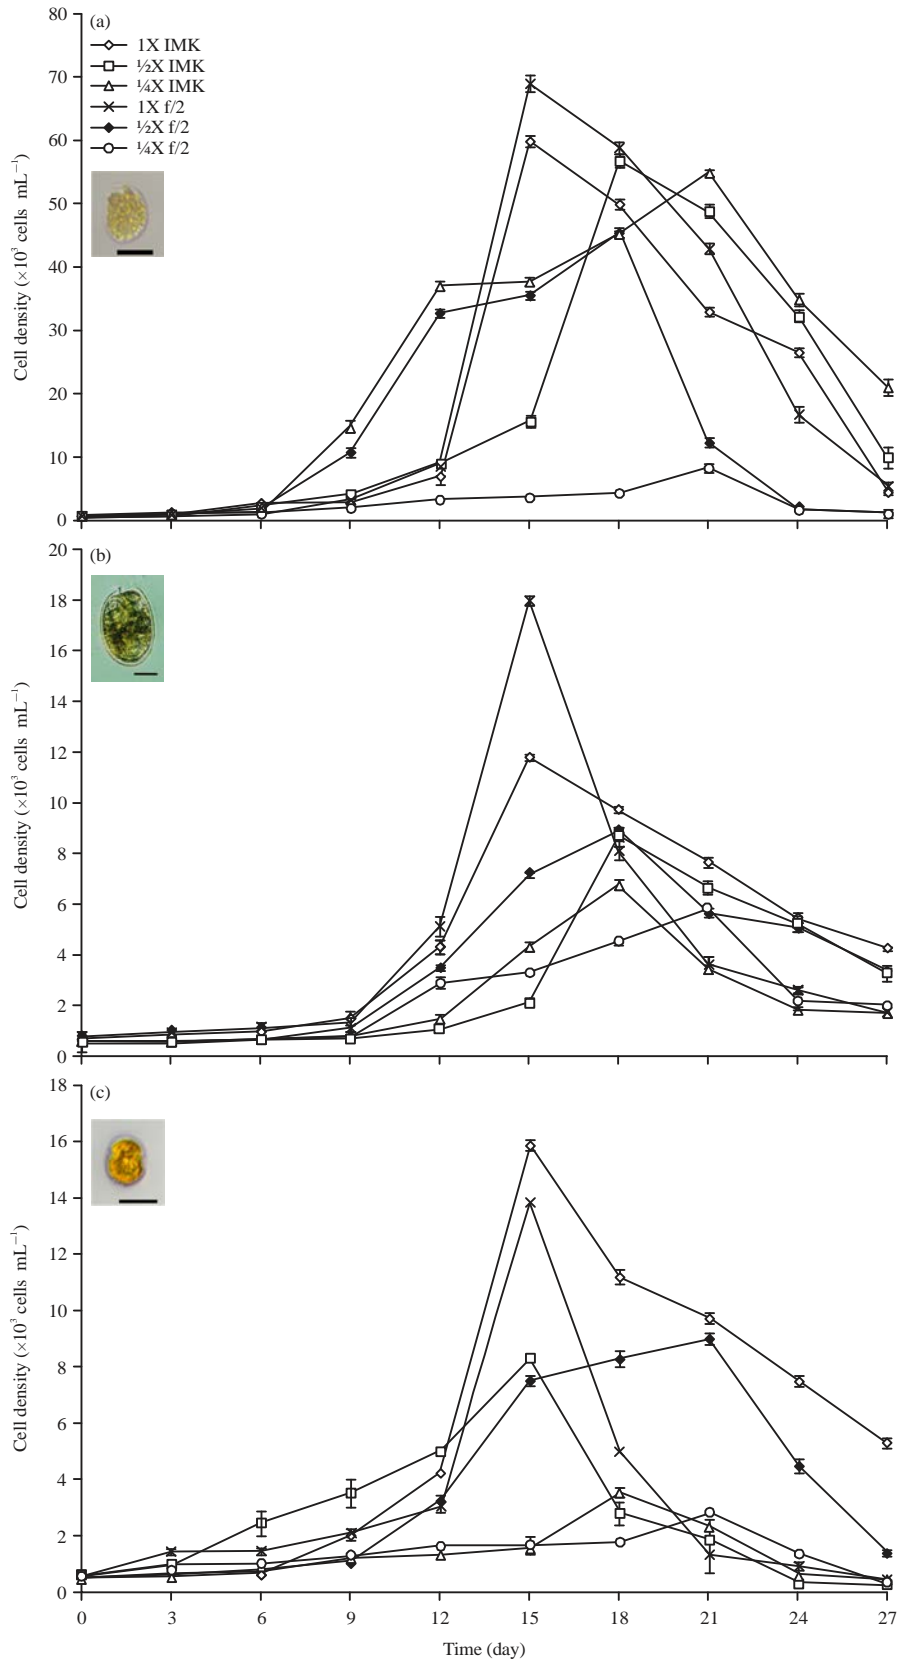 (a)
1X IMK
½X IMK
¼X IMK
1X f/2
½X f/2
¼X f/2
Cell density (×10³ cells mL⁻¹)
80
70
60
50
40
30
20
10
0
(b)
Cell density (×10³ cells mL⁻¹)
20
18
16
14
12
10
8
6
4
2
0
(c)
Cell density (×10³ cells mL⁻¹)
18
16
14
12
10
8
6
4
2
0
0 3 6 9 12 15 18 21 24 27
Time (day)